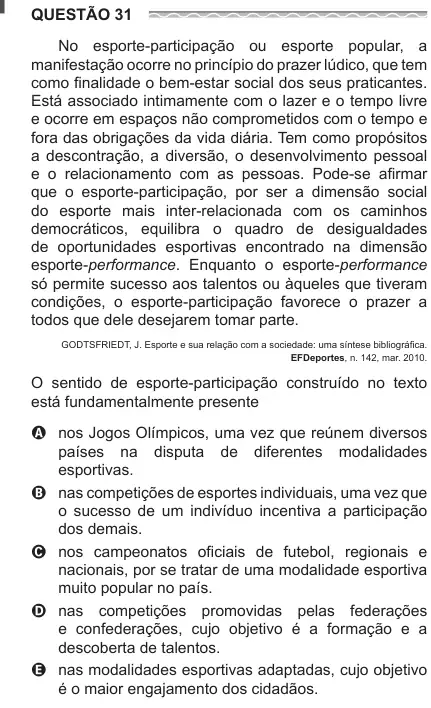 QUESTÃO 31
No esporte-participação ou esporte popular, a
manifestação ocorre no princípio do prazer lúdico, que tem
como finalidade o bem-estar social dos seus praticantes.
Está associado intimamente com o lazer e o tempo livre
e ocorre em espaços não comprometidos com o tempo e
fora das obrigações da vida diária. Tem como propósitos
a descontração, a diversão, o desenvolvimento pessoal
e o relacionamento com as pessoas. Pode-se afirmar
que o esporte-participação, por ser a dimensão social
do esporte mais inter-relacionada com os caminhos
democráticos, equilibra o quadro de desigualdades
de oportunidades esportivas encontrado na dimensão
esporte-performance. Enquanto o esporte-performance
só permite sucesso aos talentos ou àqueles que tiveram
condições, o esporte-participação favorece o prazer a
todos que dele desejarem tomar parte.
GODTSFRIEDT, J. Esporte e sua relação com a sociedade: uma síntese bibliográfica.
EFDeportes, n. 142, mar. 2010.
O sentido de esporte-participação construído no texto
está fundamentalmente presente
A nos Jogos Olímpicos, uma vez que reúnem diversos
países na disputa de diferentes modalidades
esportivas.
B nas competições de esportes individuais, uma vez que
o sucesso de um indivíduo incentiva a participação
dos demais.
C nos campeonatos oficiais de futebol, regionais e
nacionais, por se tratar de uma modalidade esportiva
muito popular no país.
D nas competições promovidas pelas federações
e confederações, cujo objetivo é a formação e a
descoberta de talentos.
E nas modalidades esportivas adaptadas, cujo objetivo
é o maior engajamento dos cidadãos.